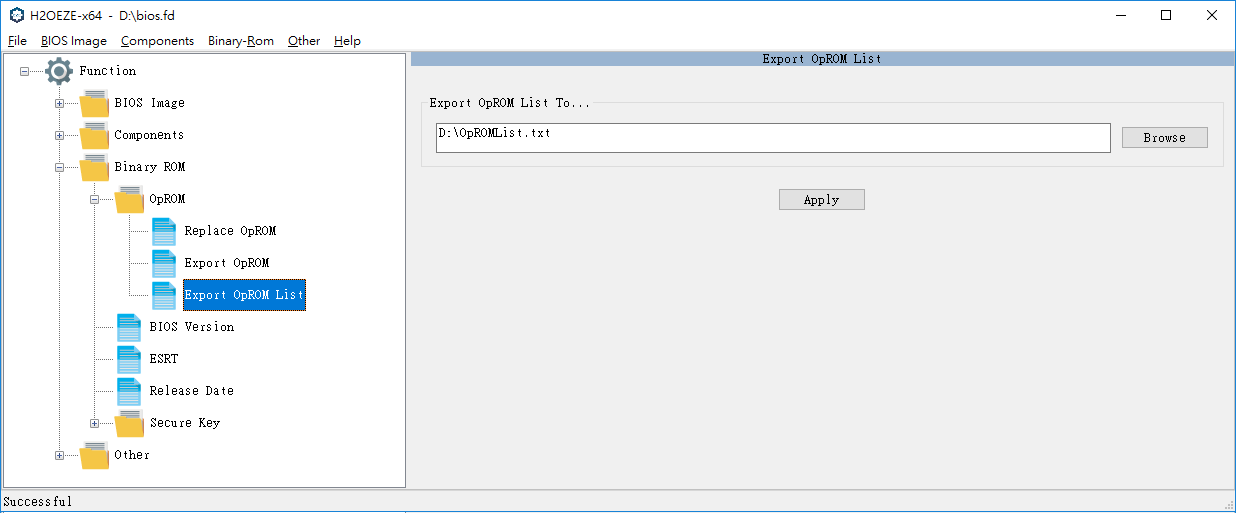 H2OEZE-x64 - D:\bios.fd
File BIOS Image Components Binary-Rom Other Help
Function
BIOS Image
Components
Binary ROM
OpROM
Replace OpROM
Export OpROM
Export OpROM List
BIOS Version
ESRT
Release Date
Secure Key
Other
Export OpROM List
Export OpROM List To...
D:\OpROMList.txt
Browse
Apply
Successful